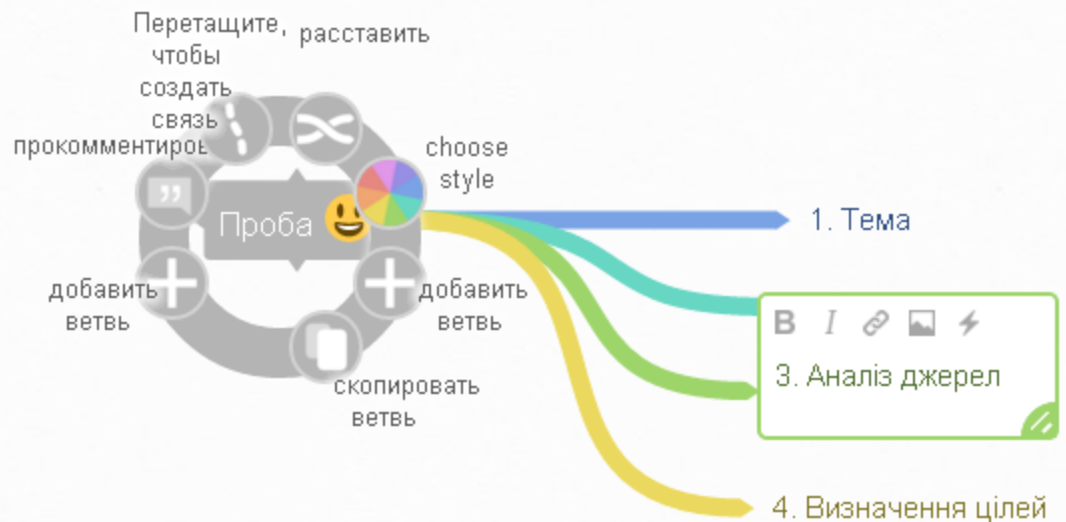 Перетащите,
чтобы
создать
связь
расставить
choose
style
Проба
1. Тема
добавить
ветвь
добавить
ветвь
B I
3. Аналіз джерел
скопировать
ветвь
4. Визначення цілей